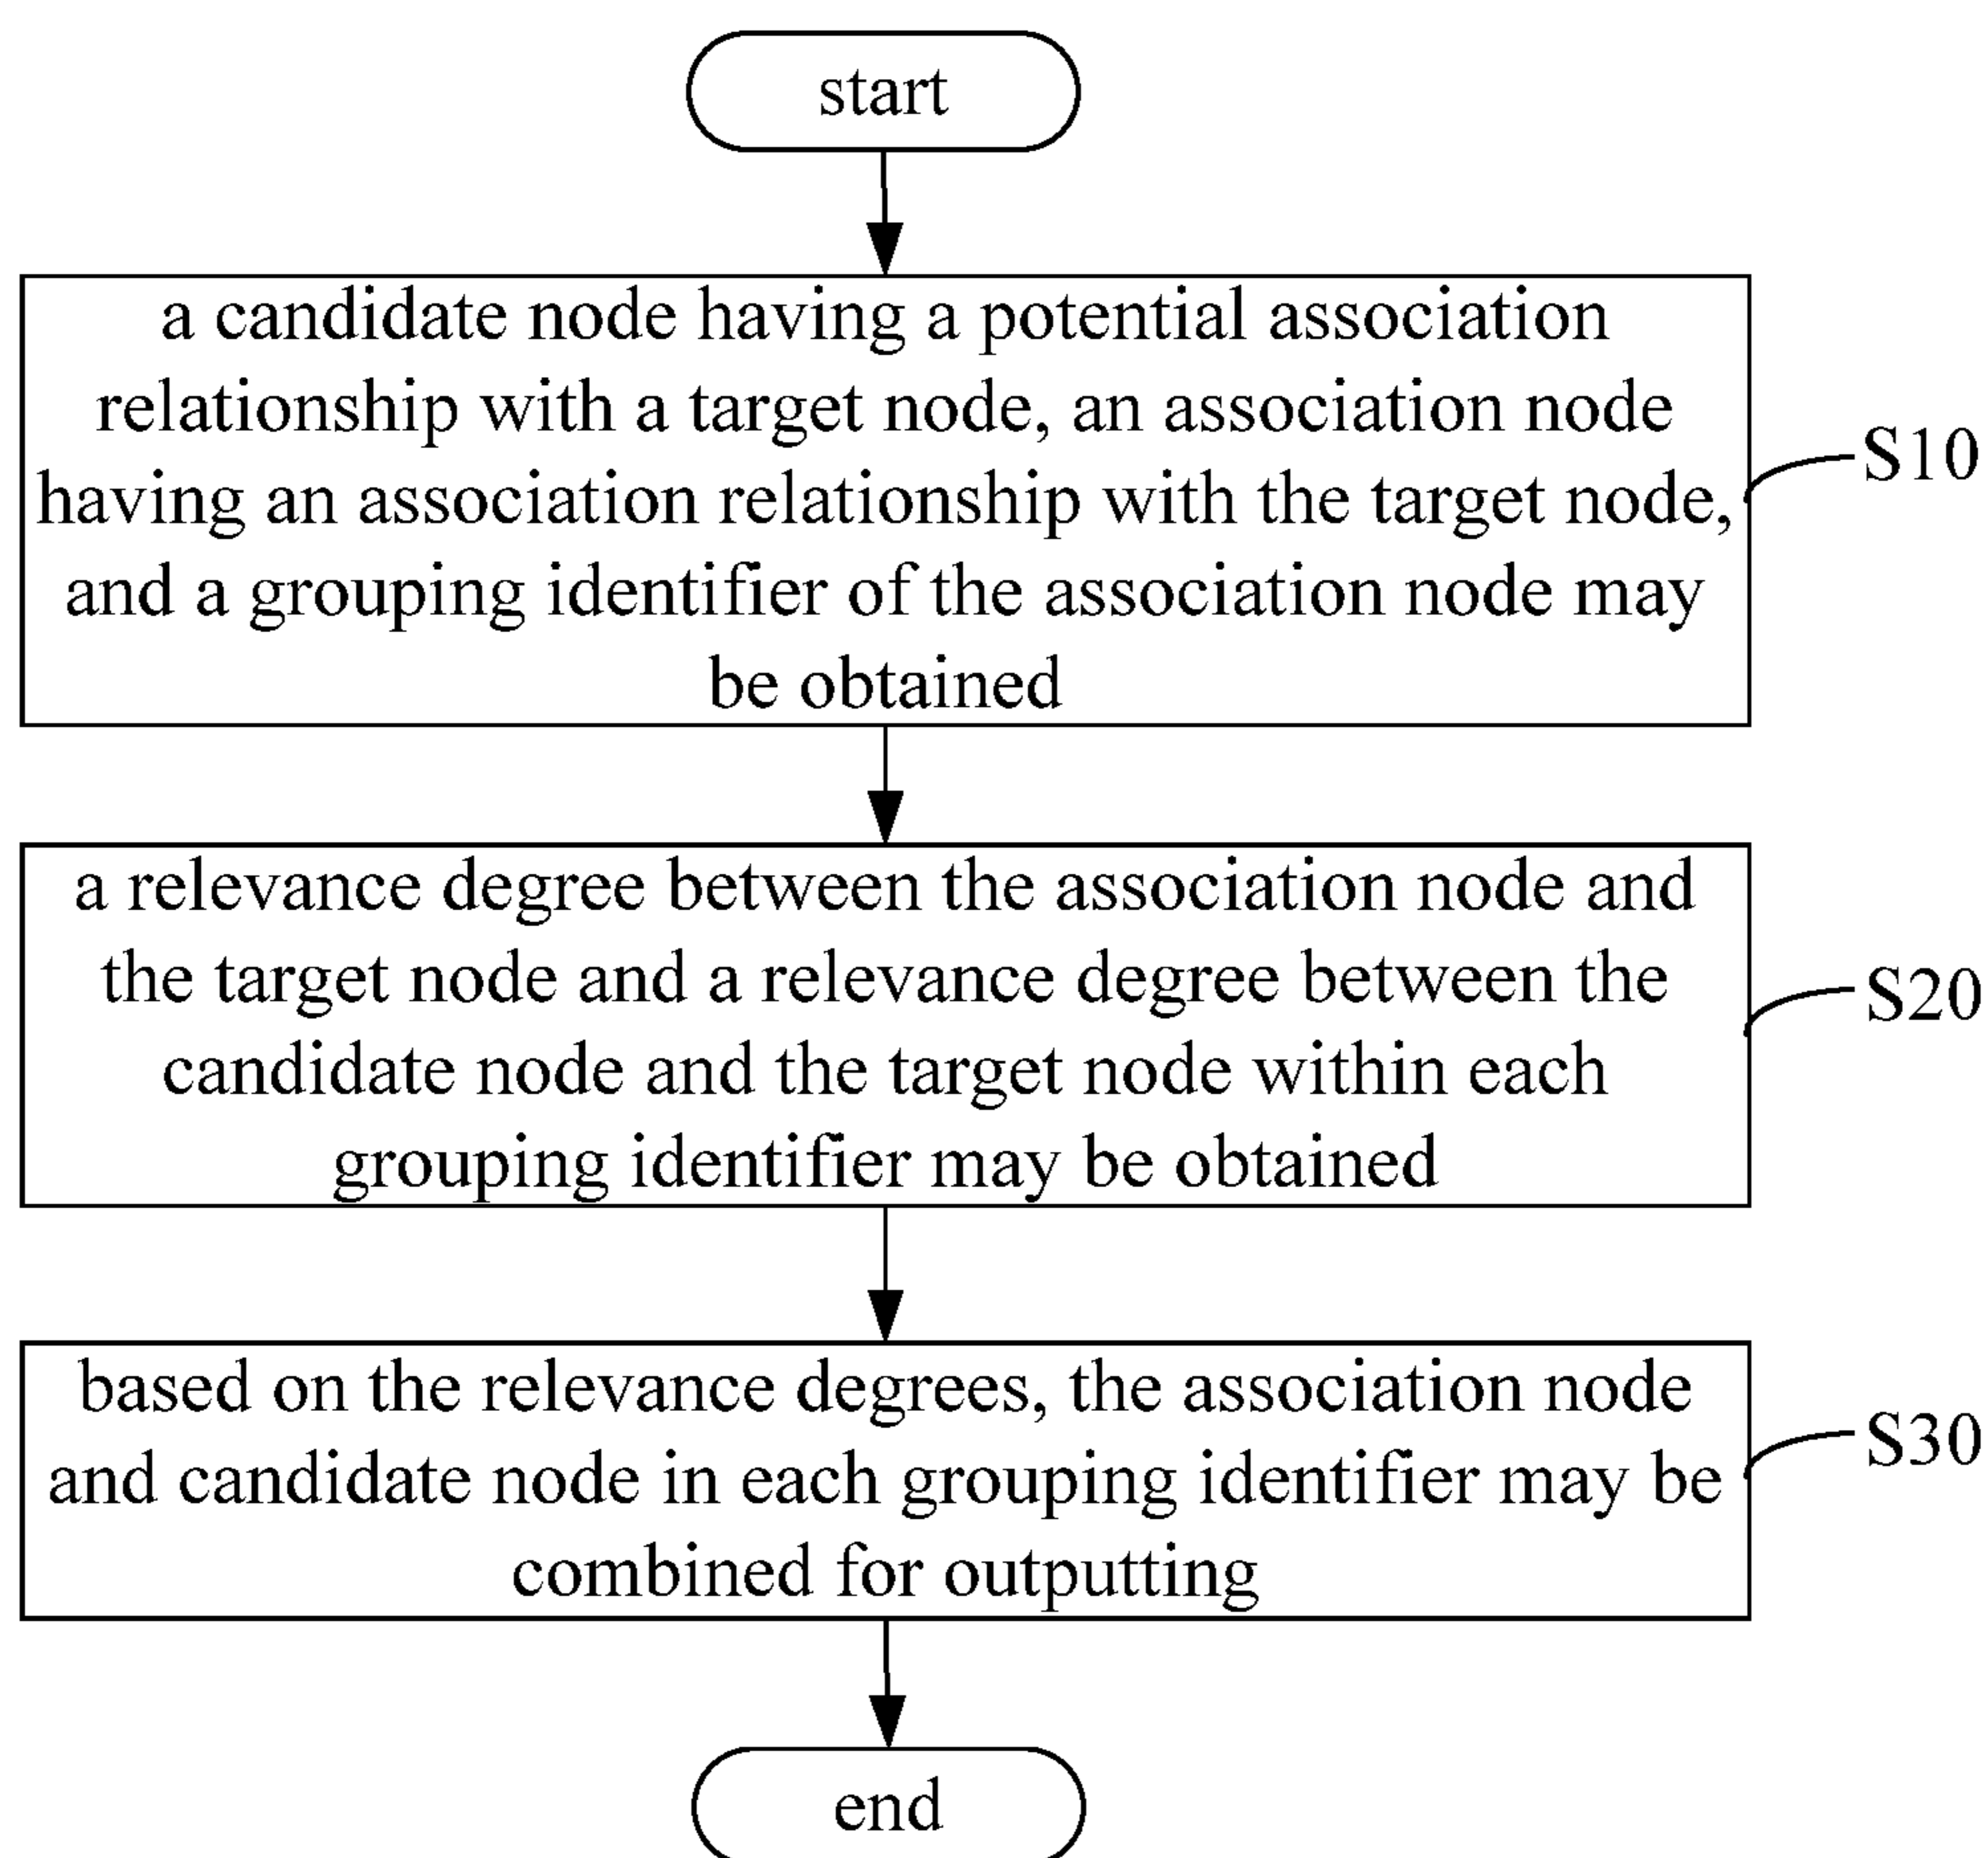 start
a candidate node having a potential association
relationship with a target node, an association node
having an association relationship with the target node,
and a grouping identifier of the association node may
be obtained
S10
a relevance degree between the association node and
the target node and a relevance degree between the
candidate node and the target node within each
grouping identifier may be obtained
S20
based on the relevance degrees, the association node
and candidate node in each grouping identifier may be
combined for outputting
S30
end